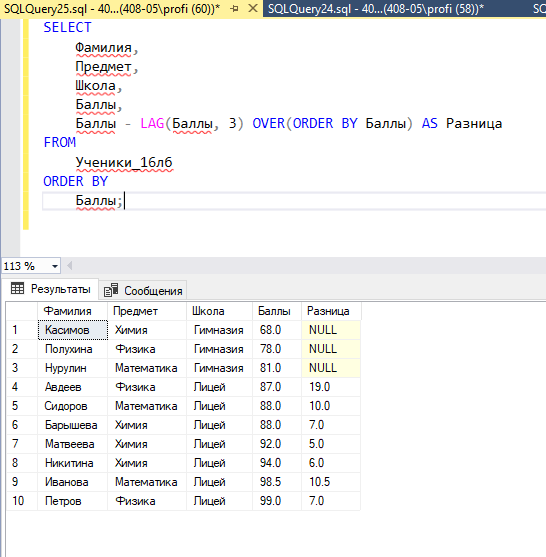 SQLQuery25.sql - 40...(408-05\profi (60))* SQLQuery24.sql - 40...(408-05\profi (58))* SC
SELECT
Фамилия,
Предмет,
Школа,
Баллы,
Баллы - LAG(Баллы, 3) OVER(ORDER BY Баллы) AS Разница
FROM
Ученики_16лб
ORDER BY
Баллы;
113 %
Результаты Сообщения
Фамилия Предмет Школа Баллы Разница
1 Касимов Химия Гимназия 68.0 NULL
2 Полухина Физика Гимназия 78.0 NULL
3 Нурулин Математика Гимназия 81.0 NULL
4 Авдеев Физика Лицей 87.0 19.0
5 Сидоров Математика Лицей 88.0 10.0
6 Барышева Химия Лицей 88.0 7.0
7 Матвеева Химия Лицей 92.0 5.0
8 Никитина Химия Лицей 94.0 6.0
9 Иванова Математика Лицей 98.5 10.5
10 Петров Физика Лицей 99.0 7.0